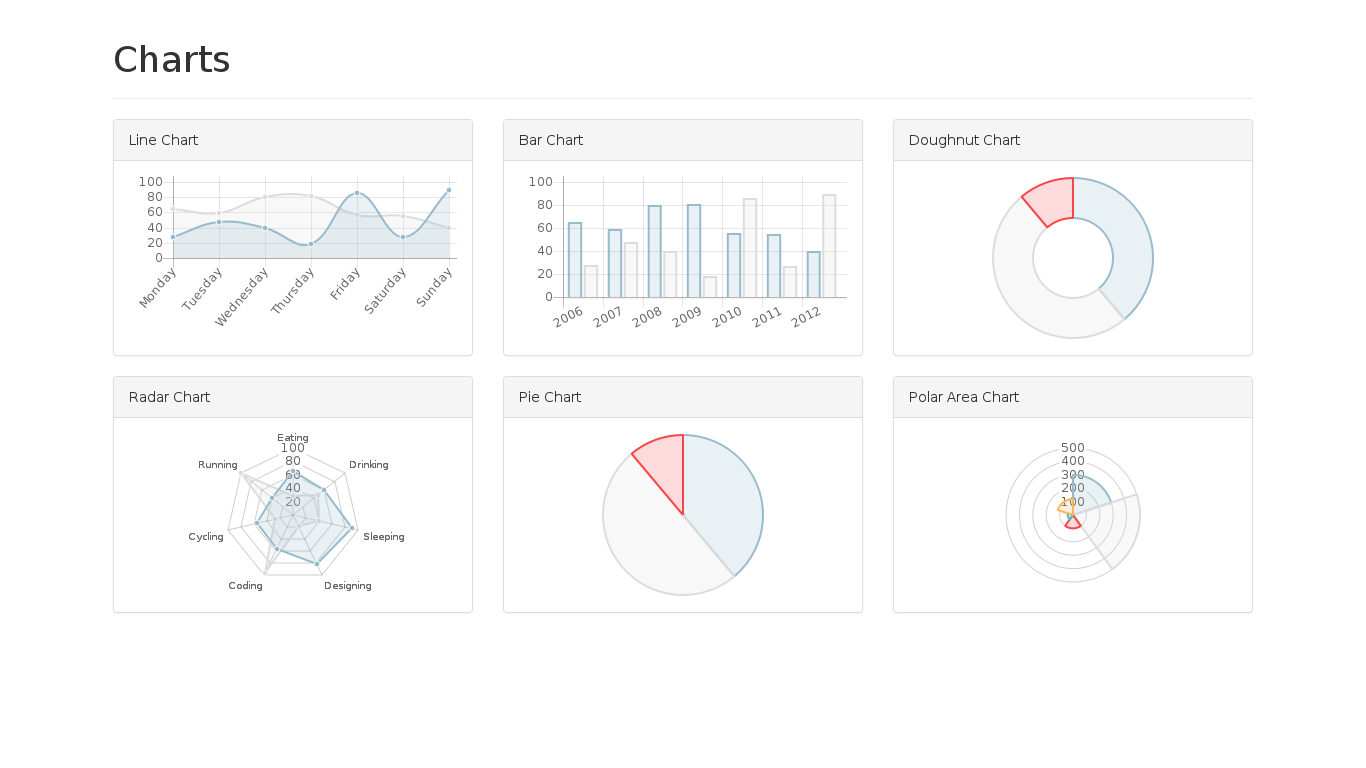 Charts
Line Chart
100
80
60
40
20
0
Monday
Tuesday
Wednesday
Thursday
Friday
Saturday
Sunday
Bar Chart
100
80
60
40
20
0
2006
2007
2008
2009
2010
2011
2012
Doughnut Chart
Radar Chart
Eating
100
80
60
40
20
Running
Drinking
Cycling
Sleeping
Coding
Designing
Pie Chart
Polar Area Chart
500
400
300
200
100